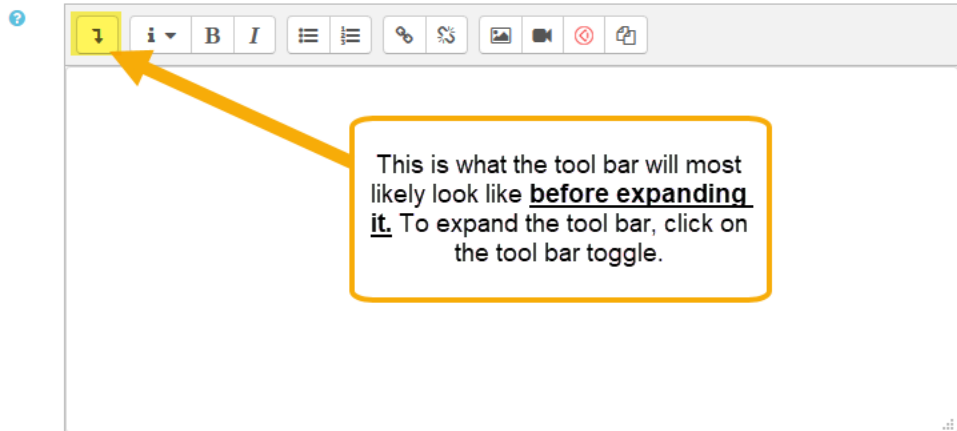 ?
i B I
This is what the tool bar will most
likely look like before expanding
it. To expand the tool bar, click on
the tool bar toggle.